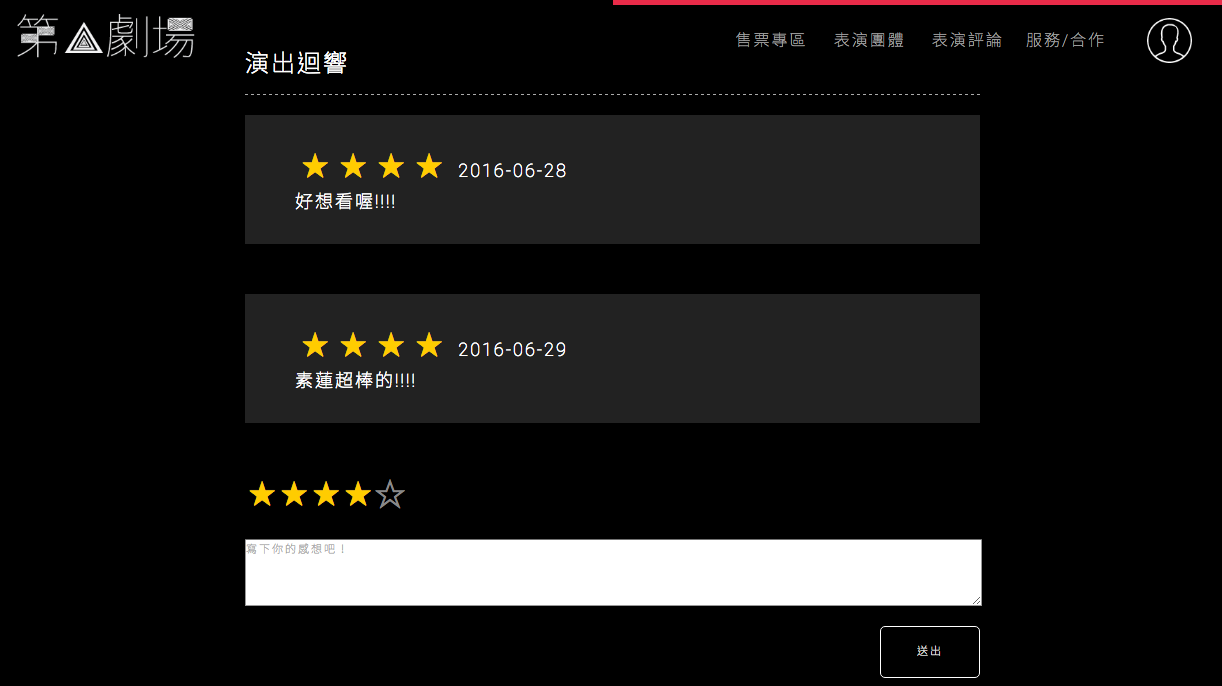 第劇場
售票專區 表演團體 表演評論 服務/合作
演出迴響
2016-06-28
好想看喔!!!!
2016-06-29
素蓮超棒的!!!!
寫下你的感想吧！
送出